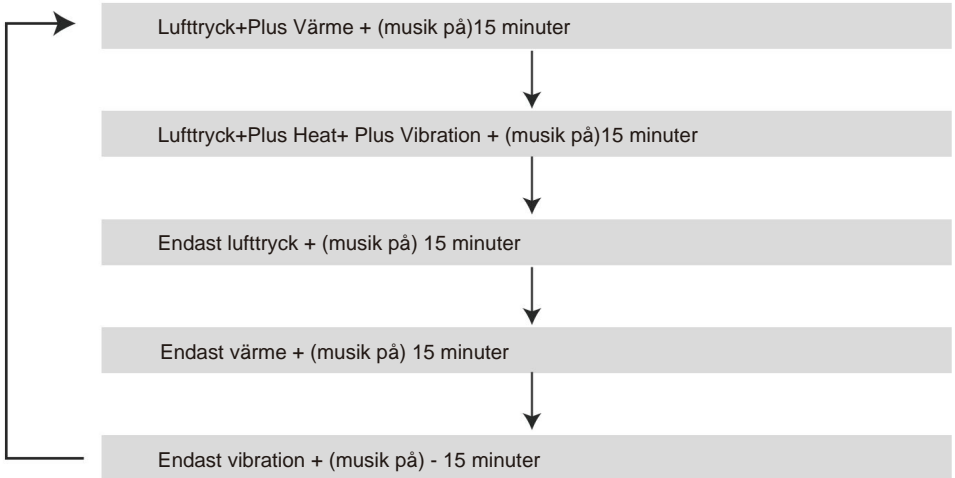 Lufttryck+Plus Värme + (musik på)15 minuter
Lufttryck+Plus Heat+ Plus Vibration + (musik på)15 minuter
Endast lufttryck + (musik på) 15 minuter
Endast värme + (musik på) 15 minuter
Endast vibration + (musik på) - 15 minuter